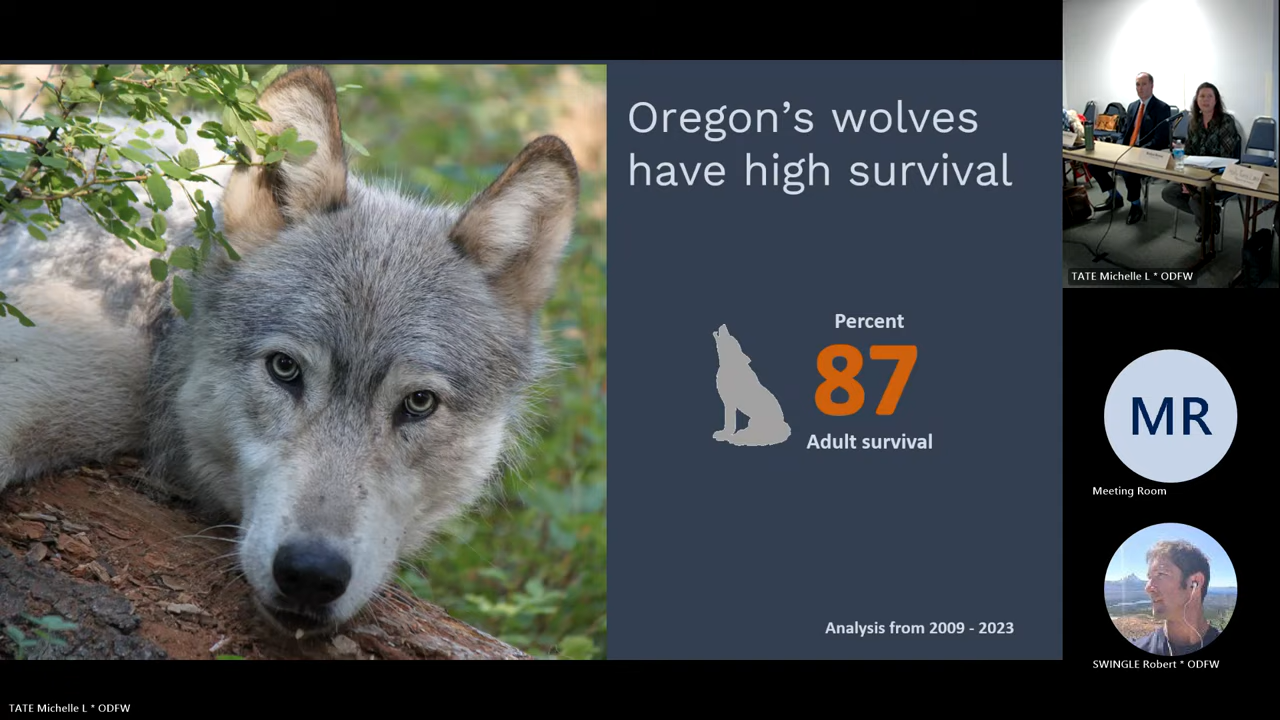 Oregon’s wolves
have high survival
Percent
87
Adult survival
Analysis from 2009 - 2023
TATE Michelle L * ODFW
MR
Meeting Room
SWINGLE Robert * ODFW
TATE Michelle L * ODFW